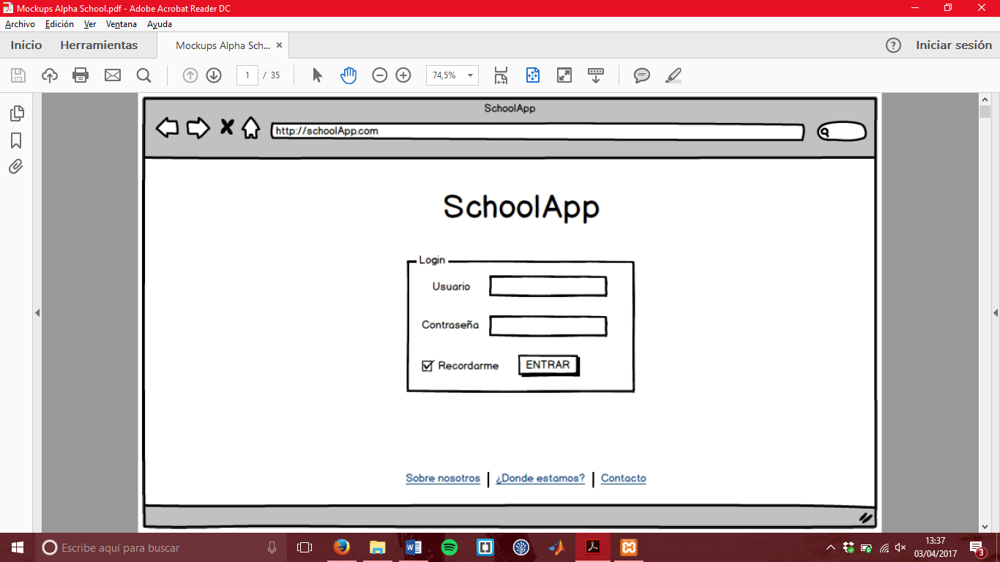 Mockups Alpha School.pdf - Adobe Acrobat Reader DC
Archivo Edición Ver Ventana Ayuda
Inicio Herramientas Mockups Alpha Sch... × ? Iniciar sesión
1 / 35 74,5%
SchoolApp
http://schoolApp.com
SchoolApp
Login
Usuario
Contraseña
Recordarme ENTRAR
Sobre nosotros | ¿Donde estamos? | Contacto
Escribe aquí para buscar
13:37
03/04/2017
3